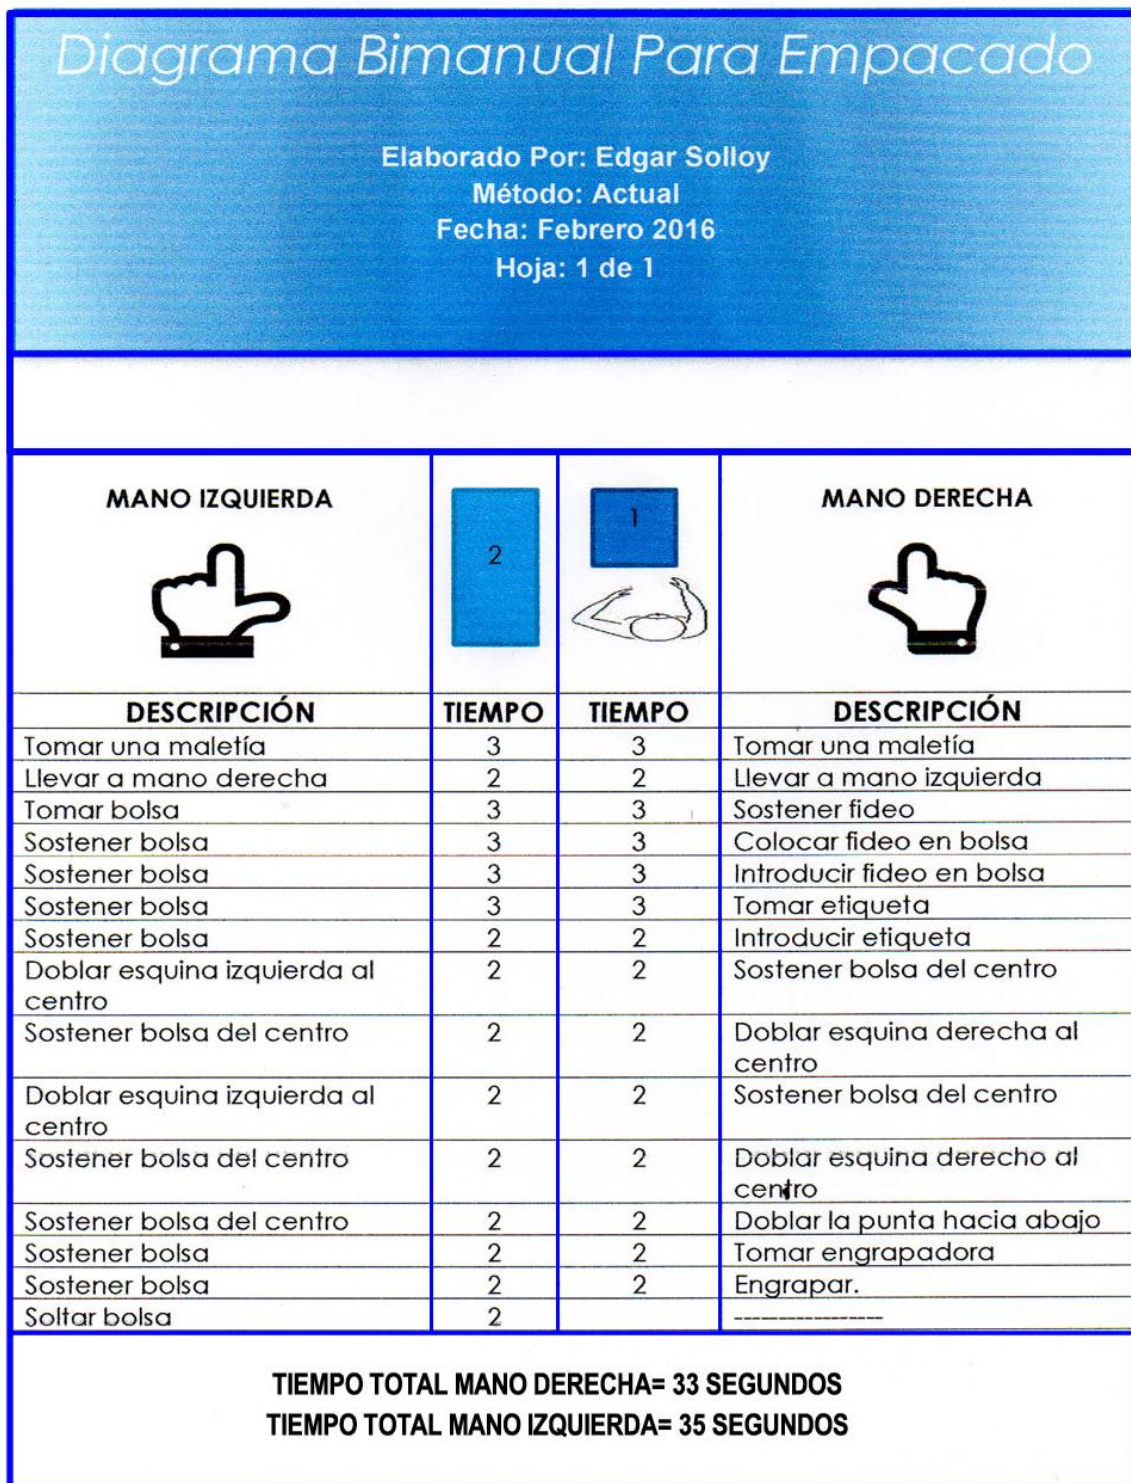 Diagrama Bimanual Para Empacado
Elaborado Por: Edgar Solloy
Método: Actual
Fecha: Febrero 2016
Hoja: 1 de 1
MANO IZQUIERDA 2 1 MANO DERECHA
DESCRIPCIÓN TIEMPO TIEMPO DESCRIPCIÓN
Tomar una maletía 3 3 Tomar una maletía
Llevar a mano derecha 2 2 Llevar a mano izquierda
Tomar bolsa 3 3 Sostener fideo
Sostener bolsa 3 3 Colocar fideo en bolsa
Sostener bolsa 3 3 Introducir fideo en bolsa
Sostener bolsa 3 3 Tomar etiqueta
Sostener bolsa 2 2 Introducir etiqueta
Doblar esquina izquierda al 2 2 Sostener bolsa del centro
centro
Sostener bolsa del centro 2 2 Doblar esquina derecha al
centro
Doblar esquina izquierda al 2 2 Sostener bolsa del centro
centro
Sostener bolsa del centro 2 2 Doblar esquina derecho al
centro
Sostener bolsa del centro 2 2 Doblar la punta hacia abajo
Sostener bolsa 2 2 Tomar engrapadora
Sostener bolsa 2 2 Engrapar.
Soltar bolsa 2 ----------------
TIEMPO TOTAL MANO DERECHA= 33 SEGUNDOS
TIEMPO TOTAL MANO IZQUIERDA= 35 SEGUNDOS